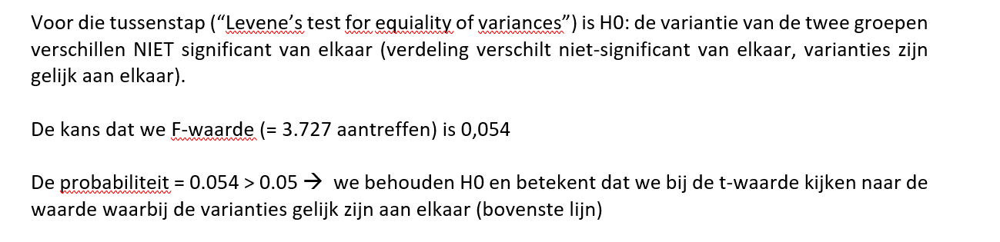 Voor die tussenstap (“Levene’s test for equiality of variances”) is H0: de variantie van de twee groepen
verschillen NIET significant van elkaar (verdeling verschilt niet-significant van elkaar, varianties zijn
gelijk aan elkaar).
De kans dat we F-waarde (= 3.727 aantreffen) is 0,054
De probabiliteit = 0.054 > 0.05 → we behouden H0 en betekent dat we bij de t-waarde kijken naar de
waarde waarbij de varianties gelijk zijn aan elkaar (bovenste lijn)